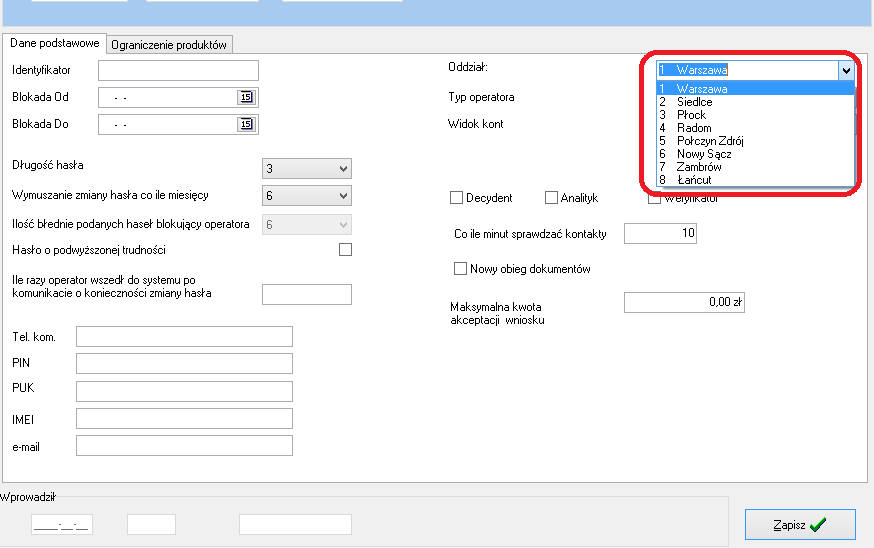 Dane podstawowe
Ograniczenie produktów
Identyfikator
Blokada Od - - 15
Blokada Do - - 15
Długość hasła 3
Wymuszanie zmiany hasła co ile miesięcy 6
Ilość błednie podanych haseł blokujący operatora 6
Hasło o podwyższonej trudności
Ile razy operator wszedł do systemu po
komunikacie o konieczności zmiany hasła
Tel. kom.
PIN
PUK
IMEI
e-mail
Oddział: 1 Warszawa
1 Warszawa
2 Siedlce
3 Płock
4 Radom
5 Połczyn Zdrój
6 Nowy Sącz
7 Zambrów
8 Łańcut
Typ operatora
Widok kont
Decydent
Analityk
Weryfikator
Co ile minut sprawdzać kontakty 10
Nowy obieg dokumentów
Maksymalna kwota
akceptacji wniosku
0,00 zł
Wprowadził
____-__-__
Zapisz